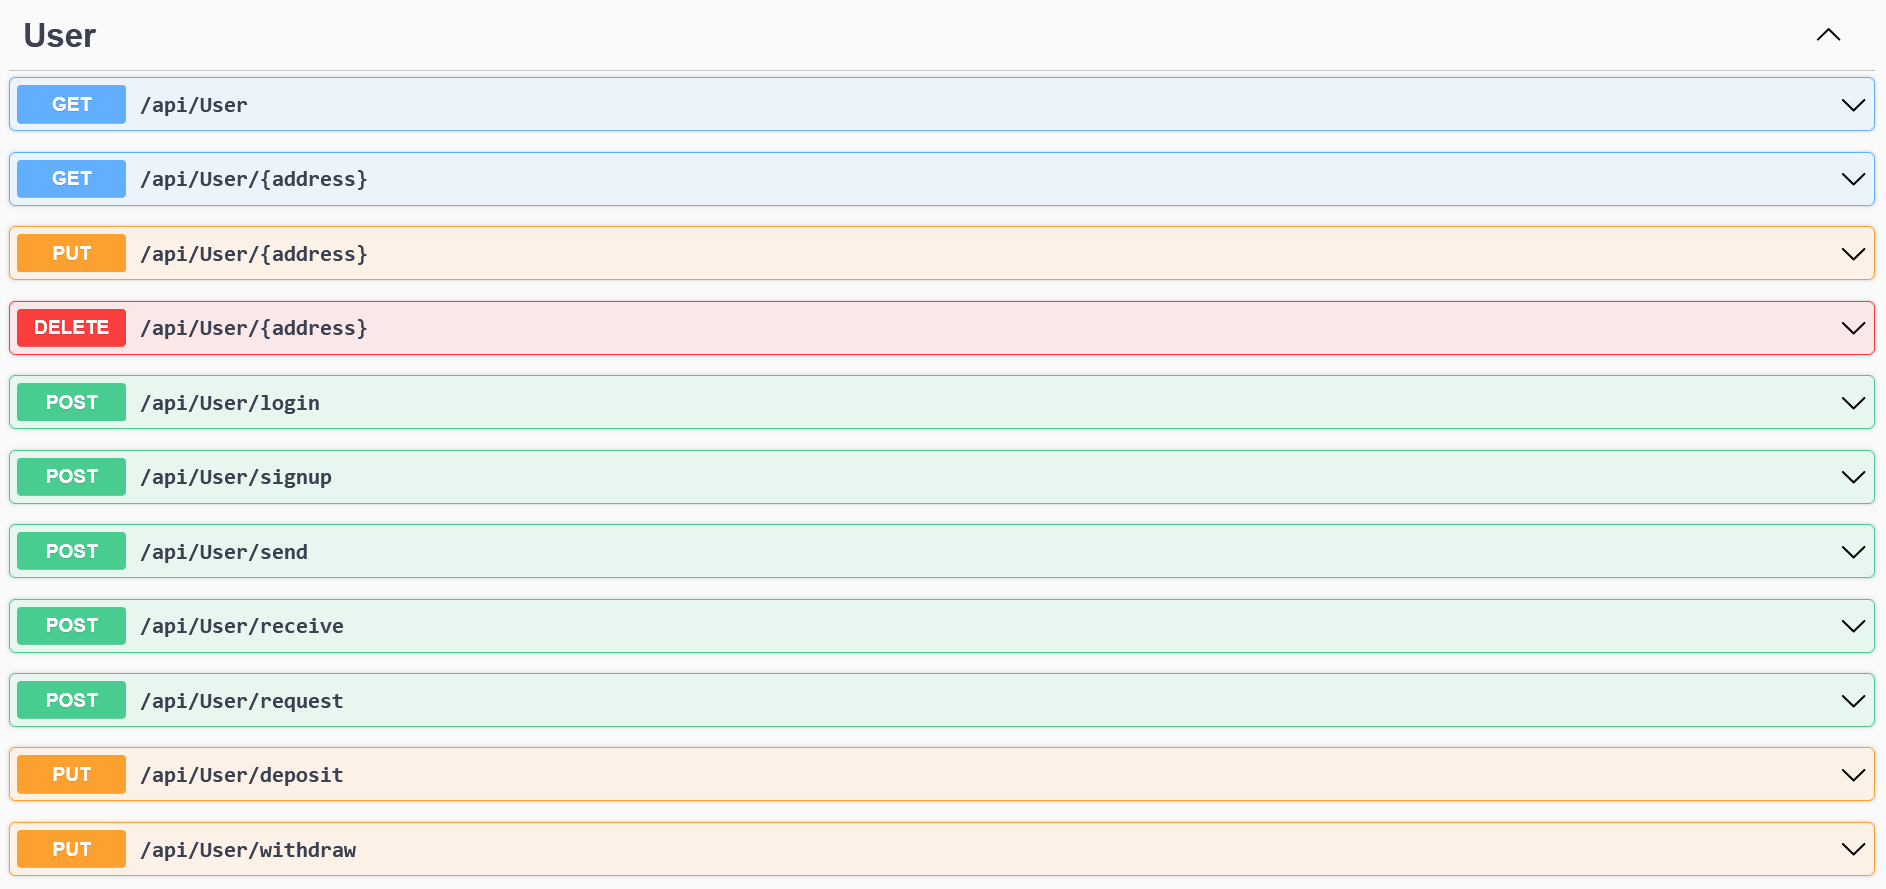 User
GET /api/User
GET /api/User/{address}
PUT /api/User/{address}
DELETE /api/User/{address}
POST /api/User/login
POST /api/User/signup
POST /api/User/send
POST /api/User/receive
POST /api/User/request
PUT /api/User/deposit
PUT /api/User/withdraw